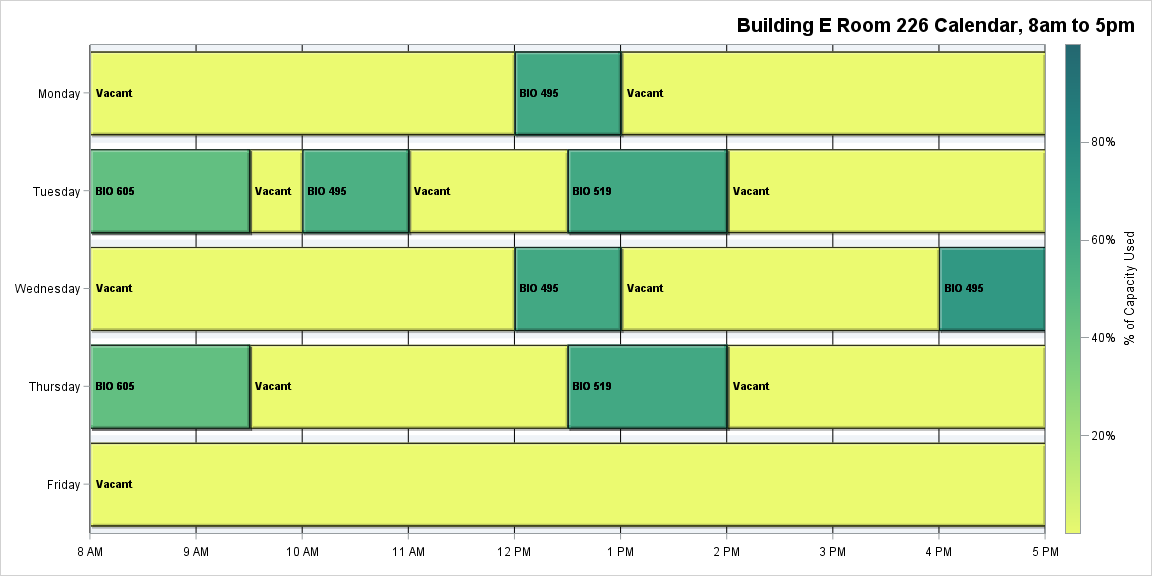 Building E Room 226 Calendar, 8am to 5pm
Monday
Vacant
BIO 495
Vacant
Tuesday
BIO 605
Vacant
BIO 495
Vacant
BIO 519
Vacant
Wednesday
Vacant
BIO 495
Vacant
BIO 495
Thursday
BIO 605
Vacant
BIO 519
Vacant
Friday
Vacant
8 AM
9 AM
10 AM
11 AM
12 PM
1 PM
2 PM
3 PM
4 PM
5 PM
80%
60%
40%
20%
% of Capacity Used